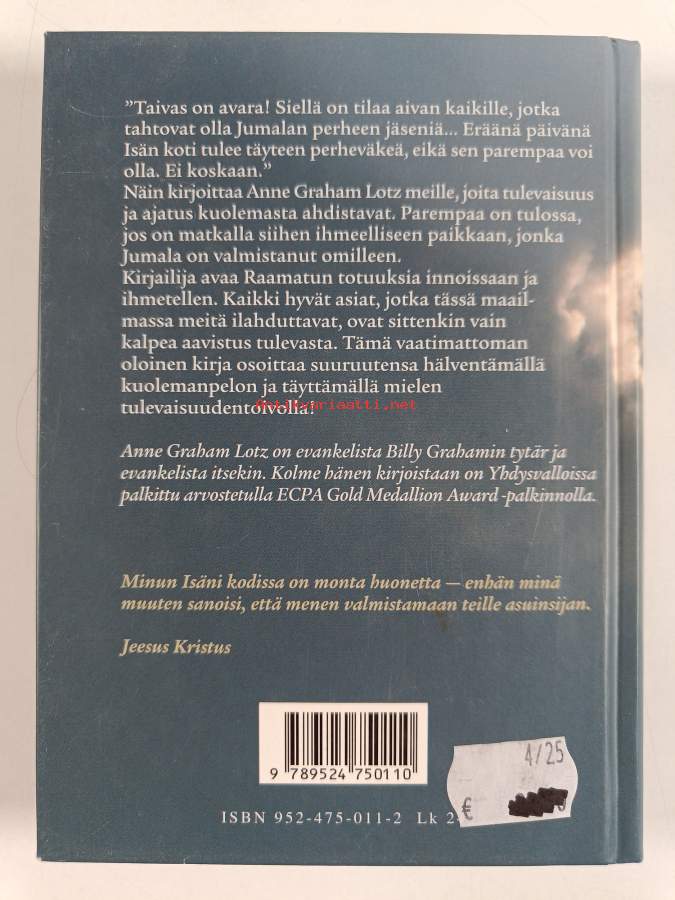 ”Taivas on avara! Siellä on tilaa aivan kaikille, jotka
tahtovat olla Jumalan perheen jäseniä... Eräänä päivänä
Isän koti tulee täyteen perheväkeä, eikä sen parempaa voi
olla. Ei koskaan.”
Näin kirjoittaa Anne Graham Lotz meille, joita tulevaisuus
ja ajatus kuolemasta ahdistavat. Parempaa on tulossa,
jos on matkalla siihen ihmeelliseen paikkaan, jonka
Jumala on valmistanut omilleen.
Kirjailija avaa Raamatun totuuksia innoissaan ja
ihmetellen. Kaikki hyvät asiat, jotka tässä maail-
massa meitä ilahduttavat, ovat sittenkin vain
kalpea aavistus tulevasta. Tämä vaatimattoman
oloinen kirja osoittaa suuruutensa hälventämällä
kuolemanpelon ja täyttämällä mielen
tulevaisuudentoivolla!
Antikvariaatti.net
Anne Graham Lotz on evankelista Billy Grahamin tytär ja
evankelista itsekin. Kolme hänen kirjoistaan on Yhdysvalloissa
palkittu arvostetulla ECPA Gold Medallion Award -palkinnolla.
Minun Isäni kodissa on monta huonetta — enhän minä
muuten sanoisi, että menen valmistamaan teille asuinsijan.
Jeesus Kristus
9 789524 750110
4/25
€
ISBN 952-475-011-2 Lk 2